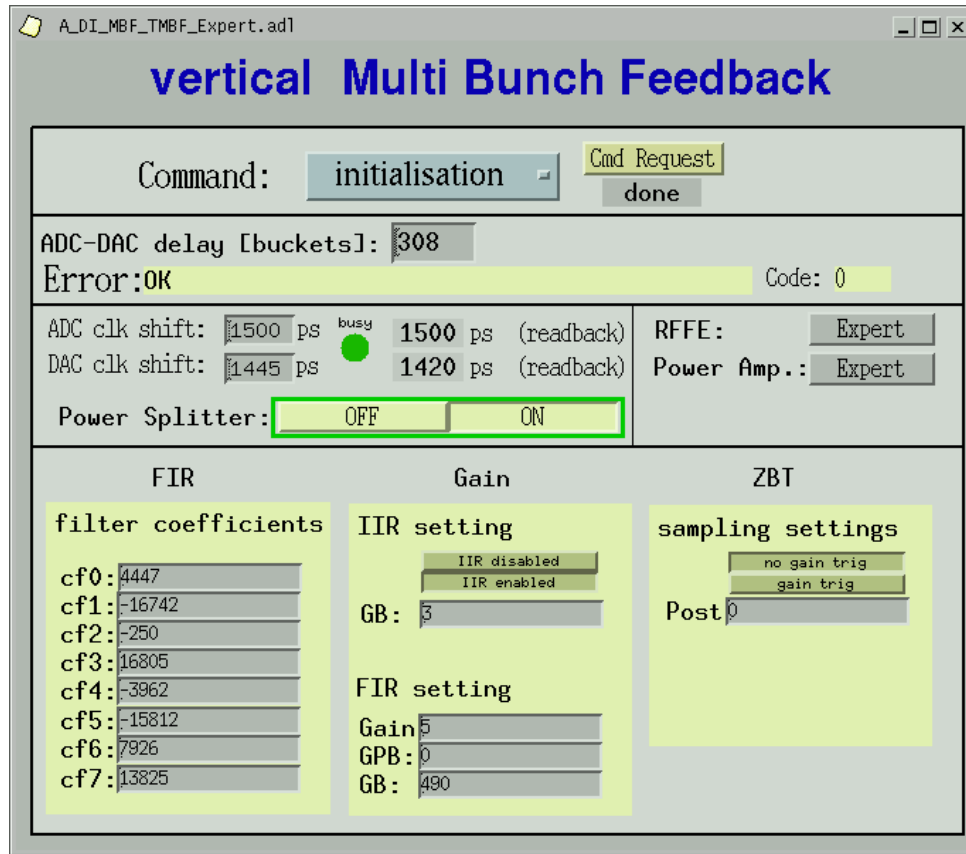 A_DI_MBF_TMBF_Expert.adl
vertical Multi Bunch Feedback
Command: initialisation Cmd Request
done
ADC-DAC delay [buckets]: 308
Error:OK Code: 0
ADC clk shift: 1500 ps busy 1500 ps (readback) RFFE: Expert
DAC clk shift: 1445 ps 1420 ps (readback) Power Amp.: Expert
Power Splitter: OFF ON
FIR Gain ZBT
filter coefficients
cf0:4447
cf1:-16742
cf2:-250
cf3:16805
cf4:-3962
cf5:-15812
cf6:7926
cf7:13825
IIR setting
IIR disabled
IIR enabled
GB: 3
FIR setting
Gain 5
GPB: 0
GB: 490
sampling settings
no gain trig
gain trig
Post 0